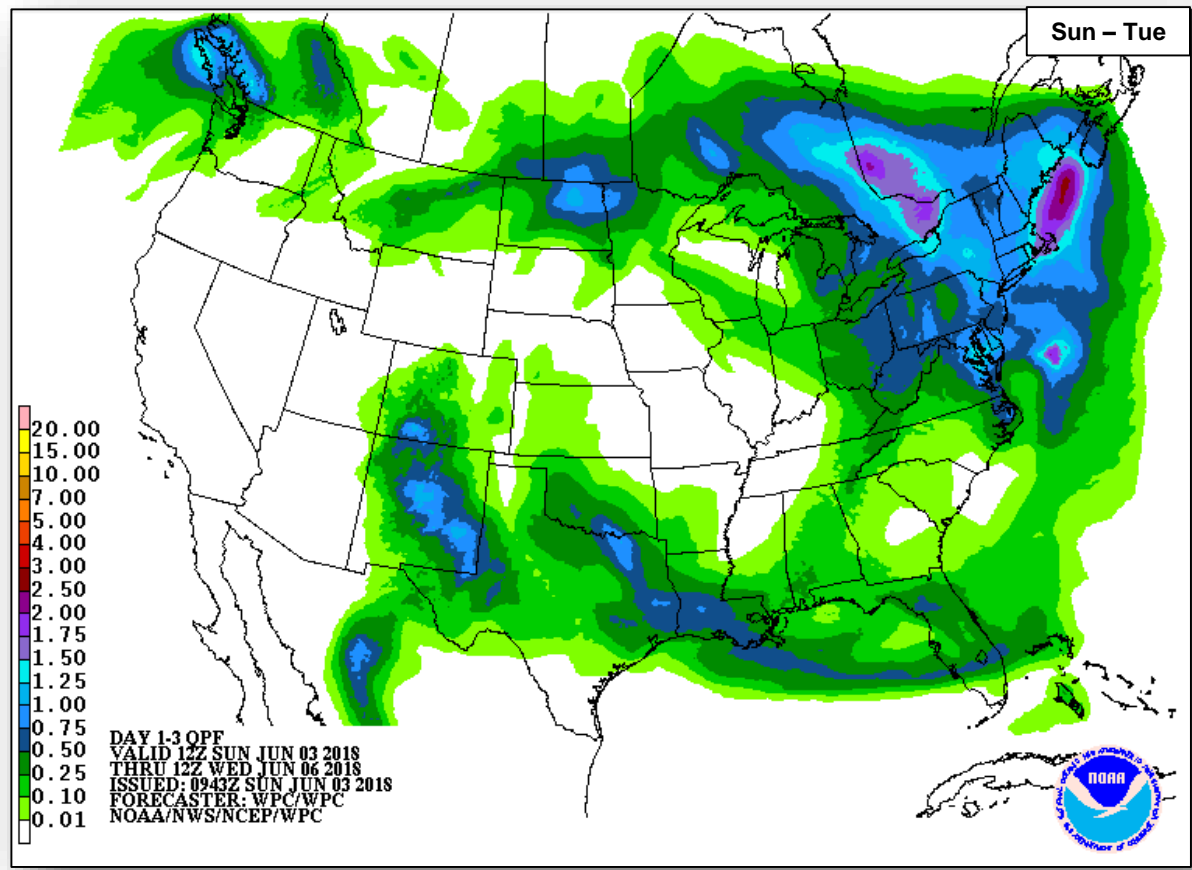 Sun – Tue
20.00
15.00
10.00
7.00
5.00
4.00
3.00
2.50
2.00
1.75
1.50
1.25
1.00
0.75
0.50
0.25
0.10
0.01
DAY 1-3 QPF
VALID 12Z SUN JUN 03 2018
THRU 12Z WED JUN 06 2018
ISSUED: 0943Z SUN JUN 03 2018
FORECASTER: WPC/WPC
NOAA/NWS/NCEP/WPC
NOAA